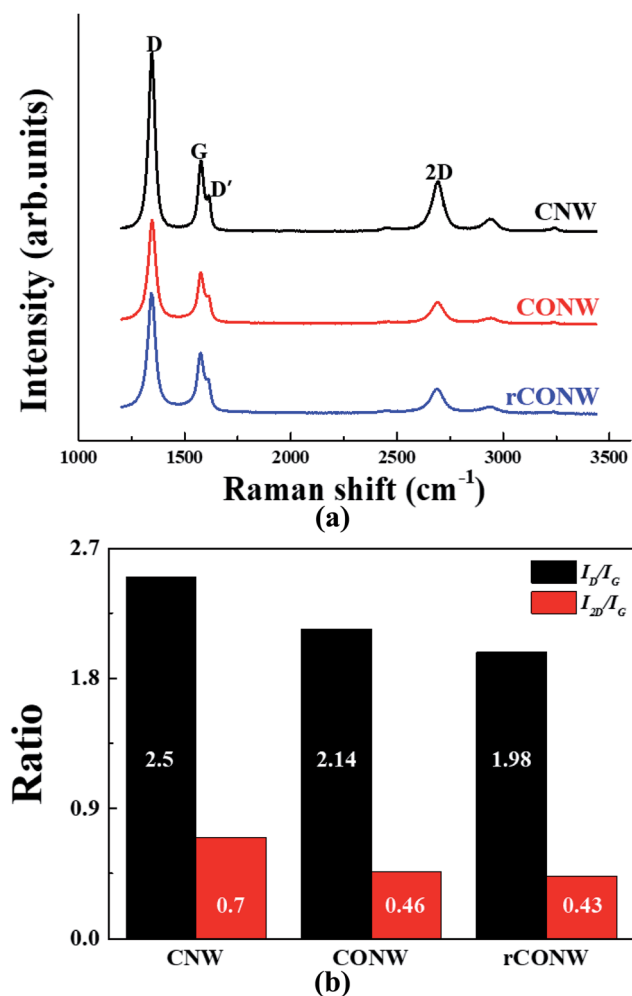 D
G
D′
2D
CNW
CONW
rCONW
Intensity (arb.units)
1000 1500 2000 2500 3000 3500
Raman shift (cm⁻¹)
(a)
2.7
1.8
0.9
0.0
Ratio
I_D/I_G
I_2D/I_G
2.5 2.14 1.98
0.7 0.46 0.43
CNW CONW rCONW
(b)